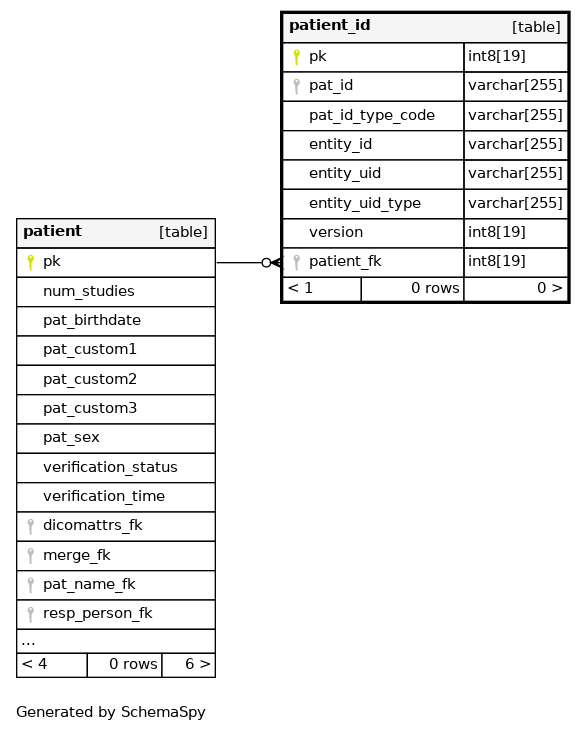 patient_id [table]
pk int8[19]
pat_id varchar[255]
pat_id_type_code varchar[255]
entity_id varchar[255]
entity_uid varchar[255]
entity_uid_type varchar[255]
version int8[19]
patient_fk int8[19]
< 1 0 rows 0 >
patient [table]
pk
num_studies
pat_birthdate
pat_custom1
pat_custom2
pat_custom3
pat_sex
verification_status
verification_time
dicomattrs_fk
merge_fk
pat_name_fk
resp_person_fk
...
< 4 0 rows 6 >
Generated by SchemaSpy